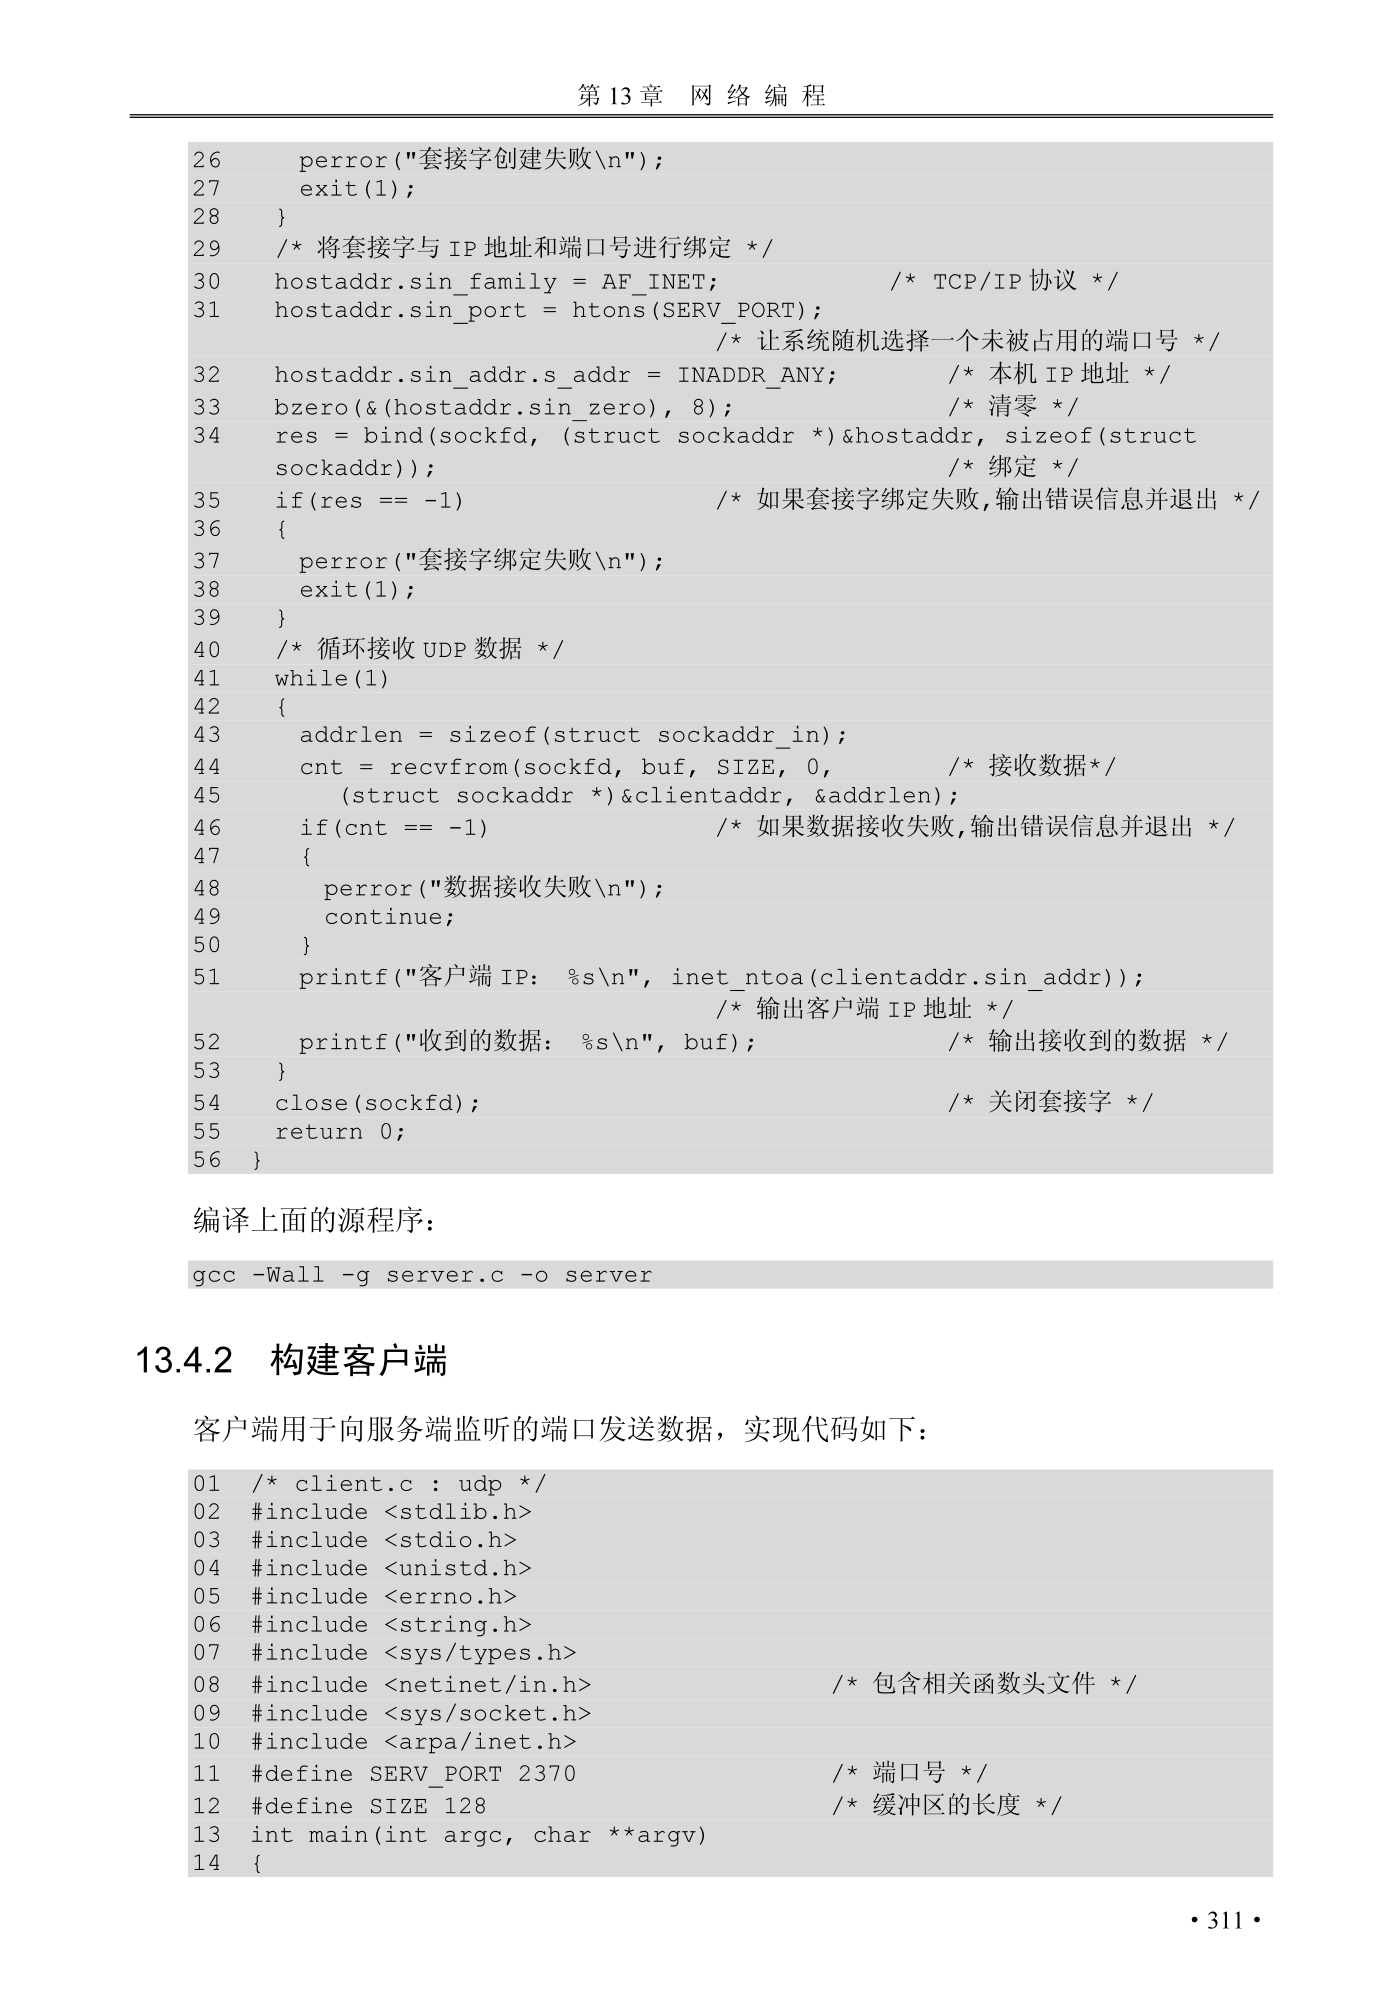 第 13 章 网 络 编 程
26 perror("套接字创建失败\n");
27 exit(1);
28 }
29 /* 将套接字与 IP 地址和端口号进行绑定 */
30 hostaddr.sin_family = AF_INET; /* TCP/IP 协议 */
31 hostaddr.sin_port = htons(SERV_PORT);
/* 让系统随机选择一个未被占用的端口号 */
32 hostaddr.sin_addr.s_addr = INADDR_ANY; /* 本机 IP 地址 */
33 bzero(&(hostaddr.sin_zero), 8); /* 清零 */
34 res = bind(sockfd, (struct sockaddr *)&hostaddr, sizeof(struct
sockaddr)); /* 绑定 */
35 if(res == -1) /* 如果套接字绑定失败,输出错误信息并退出 */
36 {
37 perror("套接字绑定失败\n");
38 exit(1);
39 }
40 /* 循环接收 UDP 数据 */
41 while(1)
42 {
43 addrlen = sizeof(struct sockaddr_in);
44 cnt = recvfrom(sockfd, buf, SIZE, 0, /* 接收数据*/
45 (struct sockaddr *)&clientaddr, &addrlen);
46 if(cnt == -1) /* 如果数据接收失败,输出错误信息并退出 */
47 {
48 perror("数据接收失败\n");
49 continue;
50 }
51 printf("客户端 IP： %s\n", inet_ntoa(clientaddr.sin_addr));
/* 输出客户端 IP 地址 */
52 printf("收到的数据： %s\n", buf); /* 输出接收到的数据 */
53 }
54 close(sockfd); /* 关闭套接字 */
55 return 0;
56 }
编译上面的源程序：
gcc -Wall -g server.c -o server
13.4.2 构建客户端
客户端用于向服务端监听的端口发送数据，实现代码如下：
01 /* client.c : udp */
02 #include <stdlib.h>
03 #include <stdio.h>
04 #include <unistd.h>
05 #include <errno.h>
06 #include <string.h>
07 #include <sys/types.h>
08 #include <netinet/in.h> /* 包含相关函数头文件 */
09 #include <sys/socket.h>
10 #include <arpa/inet.h>
11 #define SERV_PORT 2370 /* 端口号 */
12 #define SIZE 128 /* 缓冲区的长度 */
13 int main(int argc, char **argv)
14 {
· 311 ·